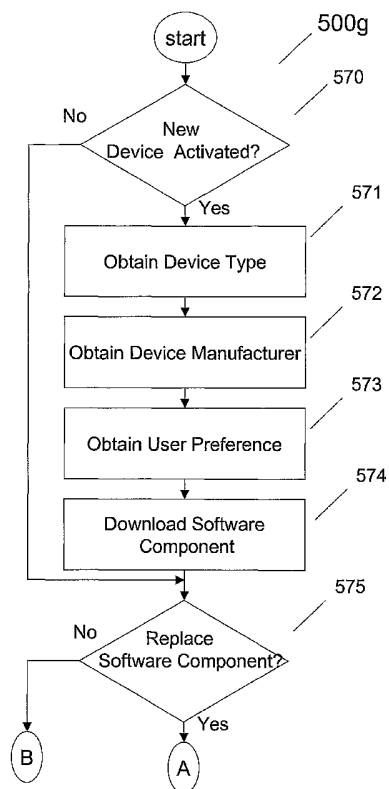 start
500g
570
No
New
Device Activated?
Yes
571
Obtain Device Type
572
Obtain Device Manufacturer
573
Obtain User Preference
574
Download Software
Component
575
No
Replace
Software Component?
Yes
B
A